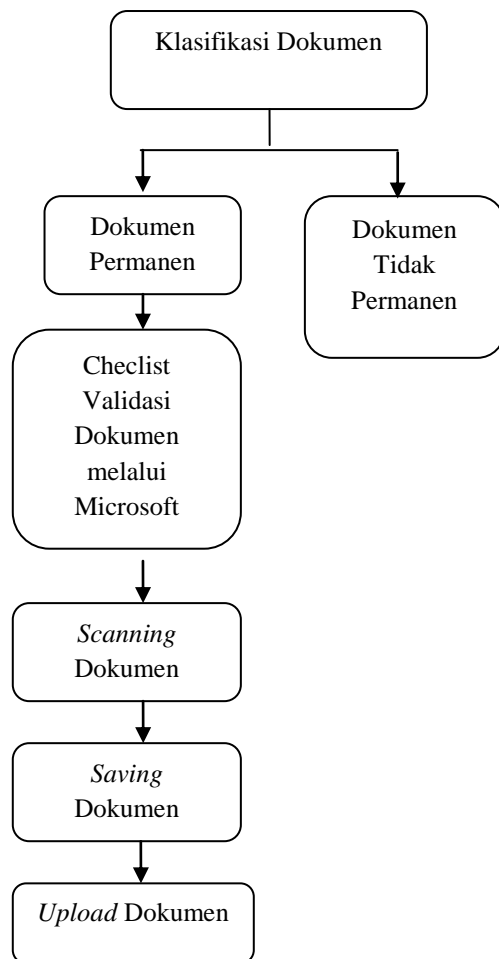 Klasifikasi Dokumen
Dokumen
Permanen
Dokumen
Tidak
Permanen
Checlist
Validasi
Dokumen
melalui
Microsoft
Scanning
Dokumen
Saving
Dokumen
Upload Dokumen